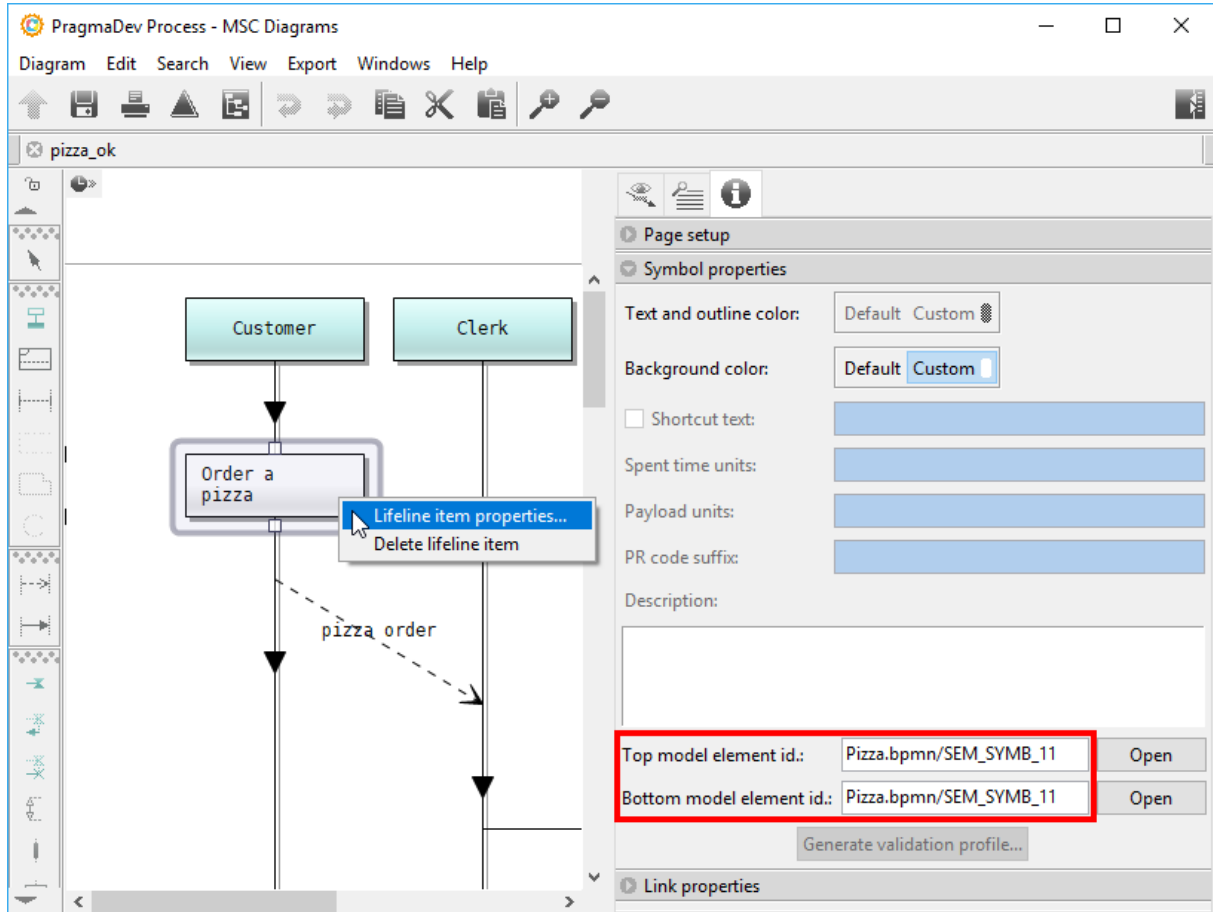 PragmaDev Process - MSC Diagrams
Diagram Edit Search View Export Windows Help
pizza_ok
Customer
Clerk
Order a
pizza
Lifeline item properties...
Delete lifeline item
pizza order
Page setup
Symbol properties
Text and outline color: Default Custom
Background color: Default Custom
Shortcut text:
Spent time units:
Payload units:
PR code suffix:
Description:
Top model element id.: Pizza.bpmn/SEM_SYMB_11 Open
Bottom model element id.: Pizza.bpmn/SEM_SYMB_11 Open
Generate validation profile...
Link properties